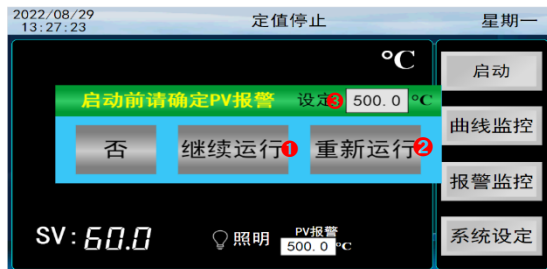 2022/08/29
13:27:23
定值停止
星期一
°C
启动
启动前请确定PV报警
设定❸ 500.0 °C
否
继续运行❶
重新运行❷
曲线监控
报警监控
系统设定
SV: 60.0
照明
PV报警
500.0 °C